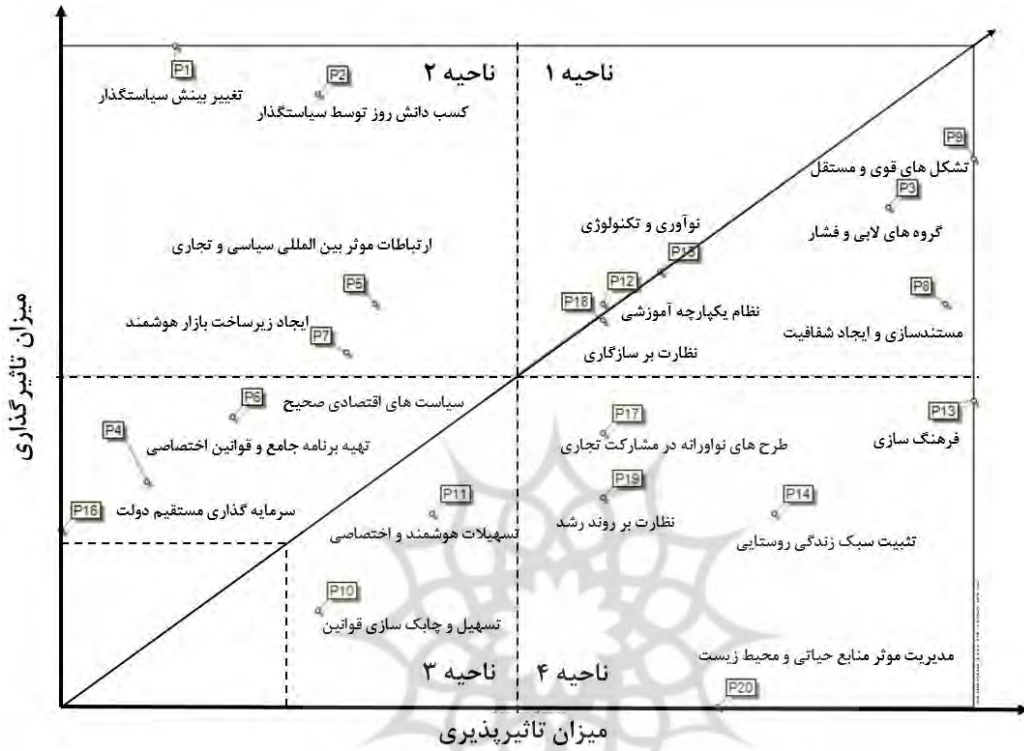 ناحیه ۲
ناحیه ۱
P1
تغییر بینش سیاستگذار
P2
کسب دانش روز توسط سیاستگذار
P9
تشکل های قوی و مستقل
P3
گروه های لابی و فشار
نوآوری و تکنولوژی
P15
ارتباطات موثر بین المللی سیاسی و تجاری
P5
P12
نظام یکپارچه آموزشی
P18
نظارت بر سازگاری
P8
مستندسازی و ایجاد شفافیت
ایجاد زیرساخت بازار هوشمند
P7
میزان تاثیرگذاری
سیاست های اقتصادی صحیح
P6
تهیه برنامه جامع و قوانین اختصاصی
P4
سرمایه گذاری مستقیم دولت
P16
P17
طرح های نواورانه در مشارکت تجاری
P13
فرهنگ سازی
P11
تسهیلات هوشمند و اختصاصی
P19
نظارت بر روند رشد
P14
تثبیت سبک زندگی روستایی
P10
تسهیل و چابک سازی قوانین
مدیریت موثر منابع حیاتی و محیط زیست
P20
ناحیه ۳
ناحیه ۴
میزان تاثیرپذیری